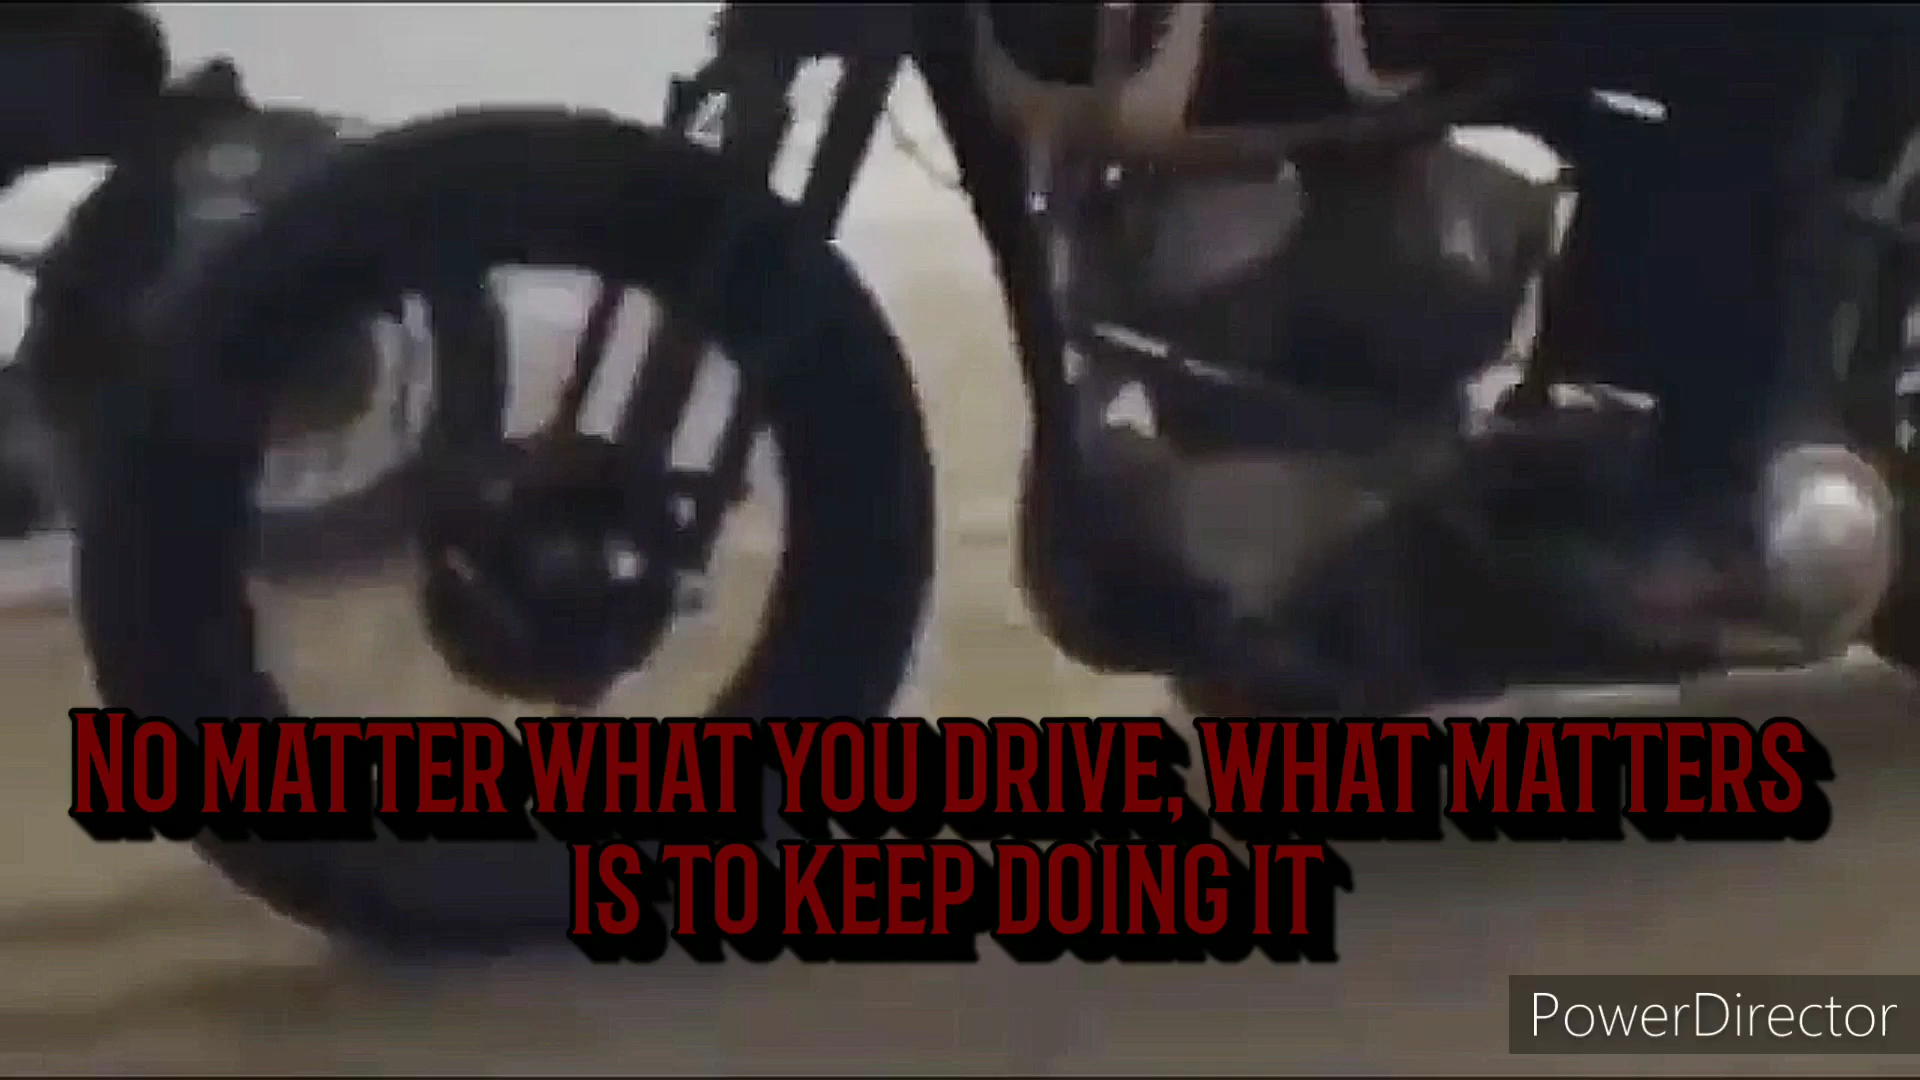 No matter what you drive, what matters
is to keep doing it
PowerDirector